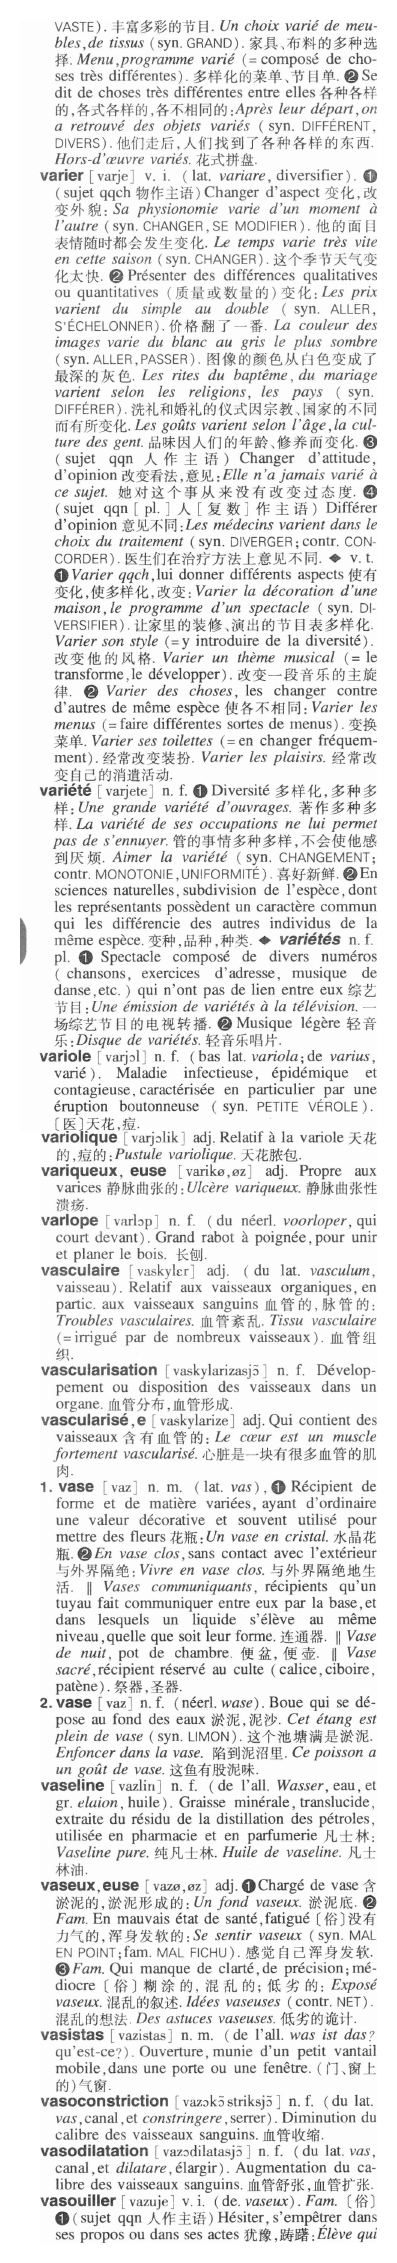 VASTE). 丰富多彩的节目. Un choix varié de meu-
bles,de tissus (syn. GRAND). 家具、布料的多种选
择. Menu,programme varié (=composé de cho-
ses très différentes). 多样化的菜单、节目单. ❷ Se
dit de choses très différentes entre elles 各种各样
的,各式各样的,各不相同的:Après leur départ,on
a retrouvé des objets variés (syn. DIFFÉRENT,
DIVERS). 他们走后,人们找到了各种各样的东西.
Hors-d'œuvre variés. 花式拼盘.
varier [varje] v. i. (lat. variare, diversifier). ❶
(sujet qqch 物作主语) Changer d'aspect 变化,改
变外貌: Sa physionomie varie d'un moment à
l'autre (syn. CHANGER, SE MODIFIER). 他的面目
表情随时都会发生变化. Le temps varie très vite
en cette saison (syn. CHANGER). 这个季节天气变
化太快. ❷ Présenter des différences qualitatives
ou quantitatives (质量或数量的)变化: Les prix
varient du simple au double (syn. ALLER,
S'ÉCHELONNER). 价格翻了一番. La couleur des
images varie du blanc au gris le plus sombre
(syn. ALLER,PASSER). 图像的颜色从白色变成了
最深的灰色. Les rites du baptême, du mariage
varient selon les religions, les pays (syn.
DIFFÉRER). 洗礼和婚礼的仪式因宗教、国家的不同
而有所变化. Les goûts varient selon l'âge,la cul-
ture des gent. 品味因人们的年龄、修养而变化. ❸
(sujet qqn 人作主语) Changer d'attitude,
d'opinion 改变看法,意见:Elle n'a jamais varié à
ce sujet. 她对这个事从来没有改变过态度. ❹
(sujet qqn [pl.] 人[复数]作主语) Différer
d'opinion 意见不同:Les médecins varient dans le
choix du traitement (syn. DIVERGER;contr. CON-
CORDER). 医生们在治疗方法上意见不同. ◆ v. t.
❶ Varier qqch,lui donner différents aspects 使有
变化,使多样化,改变:Varier la décoration d'une
maison,le programme d'un spectacle (syn. DI-
VERSIFIER). 让家里的装修、演出的节目表多样化.
Varier son style (=y introduire de la diversité).
改变他的风格. Varier un thème musical (= le
transforme,le développer). 改变一段音乐的主旋
律. ❷ Varier des choses, les changer contre
d'autres de même espèce 使各不相同:Varier les
menus (=faire différentes sortes de menus). 变换
菜单. Varier ses toilettes (=en changer fréquem-
ment). 经常改变装扮. Varier les plaisirs. 经常改
变自己的消遣活动.
variété [varjete] n. f. ❶ Diversité 多样化,多种多
样:Une grande variété d'ouvrages. 著作多种多
样. La variété de ses occupations ne lui permet
pas de s'ennuyer. 管的事情多种多样,不会使他感
到厌烦. Aimer la variété (syn. CHANGEMENT;
contr. MONOTONIE,UNIFORMITÉ). 喜好新鲜. ❷ En
sciences naturelles, subdivision de l'espèce,dont
les représentants possèdent un caractère commun
qui les différencie des autres individus de la
même espèce. 变种,品种,种类. ◆ variétés n. f.
pl. ❶ Spectacle composé de divers numéros
(chansons, exercices d'adresse, musique de
danse,etc.) qui n'ont pas de lien entre eux 综艺
节目:Une émission de variétés à la télévision. 一
场综艺节目的电视转播. ❷ Musique légère 轻音
乐:Disque de variétés. 轻音乐唱片.
variole [varjɔl] n. f. (bas lat. variola;de varius,
varié). Maladie infectieuse, épidémique et
contagieuse,caractérisée en particulier par une
éruption boutonneuse (syn. PETITE VÉROLE).
[医]天花,痘.
variolique [varjɔlik] adj. Relatif à la variole 天花
的,痘的:Pustule variolique. 天花脓包.
variqueux, euse [varikø,øz] adj. Propre aux
varices 静脉曲张的:Ulcère variqueux. 静脉曲张性
溃疡.
varlope [varlɔp] n. f. (du néerl. voorloper, qui
court devant). Grand rabot à poignée,pour unir
et planer le bois. 长刨.
vasculaire [vaskylɛr] adj. (du lat. vasculum,
vaisseau). Relatif aux vaisseaux organiques, en
partic. aux vaisseaux sanguins 血管的,脉管的:
Troubles vasculaires. 血管紊乱. Tissu vasculaire
(=irrigué par de nombreux vaisseaux). 血管组
织.
vascularisation [vaskylarizasjɔ̃] n. f. Dévelop-
pement ou disposition des vaisseaux dans un
organe. 血管分布,血管形成.
vascularisé,e [vaskylarize] adj. Qui contient des
vaisseaux 含有血管的: Le cœur est un muscle
fortement vascularisé. 心脏是一块有很多血管的肌
肉.
1. vase [vaz] n. m. (lat. vas), ❶ Récipient de
forme et de matière variées, ayant d'ordinaire
une valeur décorative et souvent utilisé pour
mettre des fleurs 花瓶:Un vase en cristal. 水晶花
瓶. ❷ En vase clos,sans contact avec l'extérieur
与外界隔绝:Vivre en vase clos. 与外界隔绝地生
活. ‖ Vases communiquants, récipients qu'un
tuyau fait communiquer entre eux par la base,et
dans lesquels un liquide s'élève au même
niveau,quelle que soit leur forme. 连通器. ‖ Vase
de nuit, pot de chambre. 便盆, 便壶. ‖ Vase
sacré,récipient réservé au culte (calice,ciboire,
patène). 祭器,圣器.
2. vase [vaz] n. f. (néerl. wase). Boue qui se dé-
pose au fond des eaux 淤泥,泥沙. Cet étang est
plein de vase (syn. LIMON). 这个池塘满是淤泥.
Enfoncer dans la vase. 陷到泥沼里. Ce poisson a
un goût de vase. 这鱼有股泥味.
vaseline [vazlin] n. f. (de l'all. Wasser, eau, et
gr. elaion, huile). Graisse minérale, translucide,
extraite du résidu de la distillation des pétroles,
utilisée en pharmacie et en parfumerie 凡士林:
Vaseline pure. 纯凡士林. Huile de vaseline. 凡士
林油.
vaseux,euse [vazø,øz] adj. ❶ Chargé de vase 含
淤泥的,淤泥形成的:Un fond vaseux. 淤泥底. ❷
Fam. En mauvais état de santé,fatigué〔俗〕没有
力气的,浑身发软的:Se sentir vaseux (syn. MAL
EN POINT;fam. MAL FICHU). 感觉自己浑身发软.
❸ Fam. Qui manque de clarté,de précision;mé-
diocre〔俗〕糊涂的, 混乱的; 低劣的: Exposé
vaseux. 混乱的叙述. Idées vaseuses (contr. NET).
混乱的想法. Des astuces vaseuses. 低劣的诡计.
vasistas [vazistas] n. m. (de l'all. was ist das?
qu'est-ce?). Ouverture, munie d'un petit vantail
mobile,dans une porte ou une fenêtre. (门、窗上
的)气窗.
vasoconstriction [vazɔkɔ̃striksjɔ̃] n. f. (du lat.
vas,canal,et constringere,serrer). Diminution du
calibre des vaisseaux sanguins. 血管收缩.
vasodilatation [vazɔdilatasjɔ̃] n. f. (du lat. vas,
canal,et dilatare,élargir). Augmentation du ca-
libre des vaisseaux sanguins. 血管舒张,血管扩张.
vasouiller [vazuje] v. i. (de. vaseux). Fam.〔俗〕
❶ (sujet qqn 人作主语) Hésiter, s'empêtrer dans
ses propos ou dans ses actes 犹豫,踌躇:Élève qui